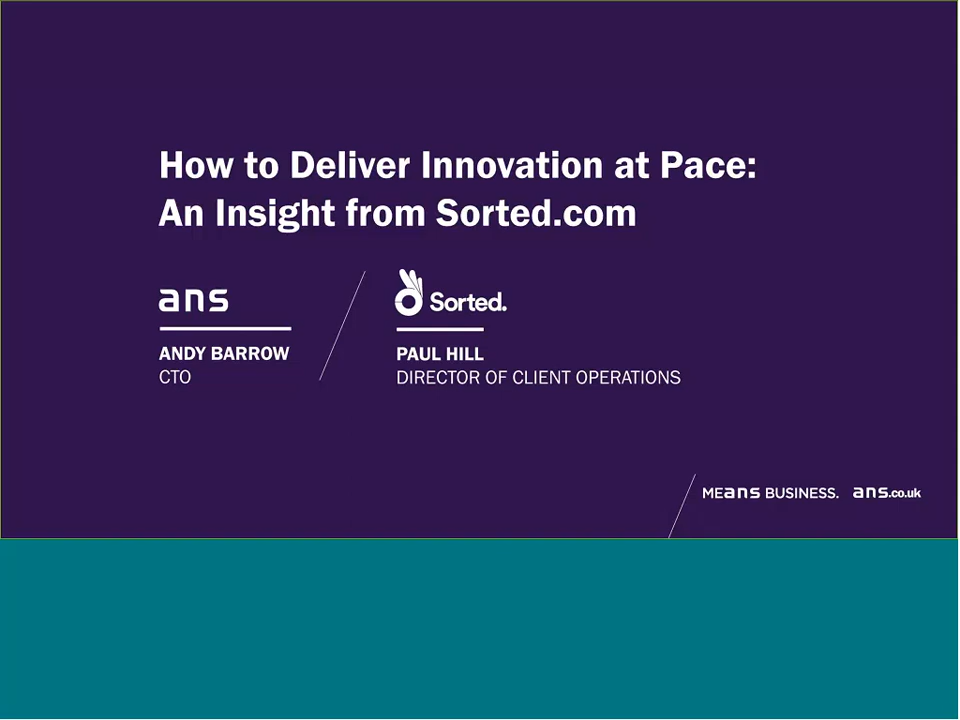 How to Deliver Innovation at Pace:
An Insight from Sorted.com
ans
Sorted.
ANDY BARROW
CTO
PAUL HILL
DIRECTOR OF CLIENT OPERATIONS
MEans BUSINESS. ans.co.uk